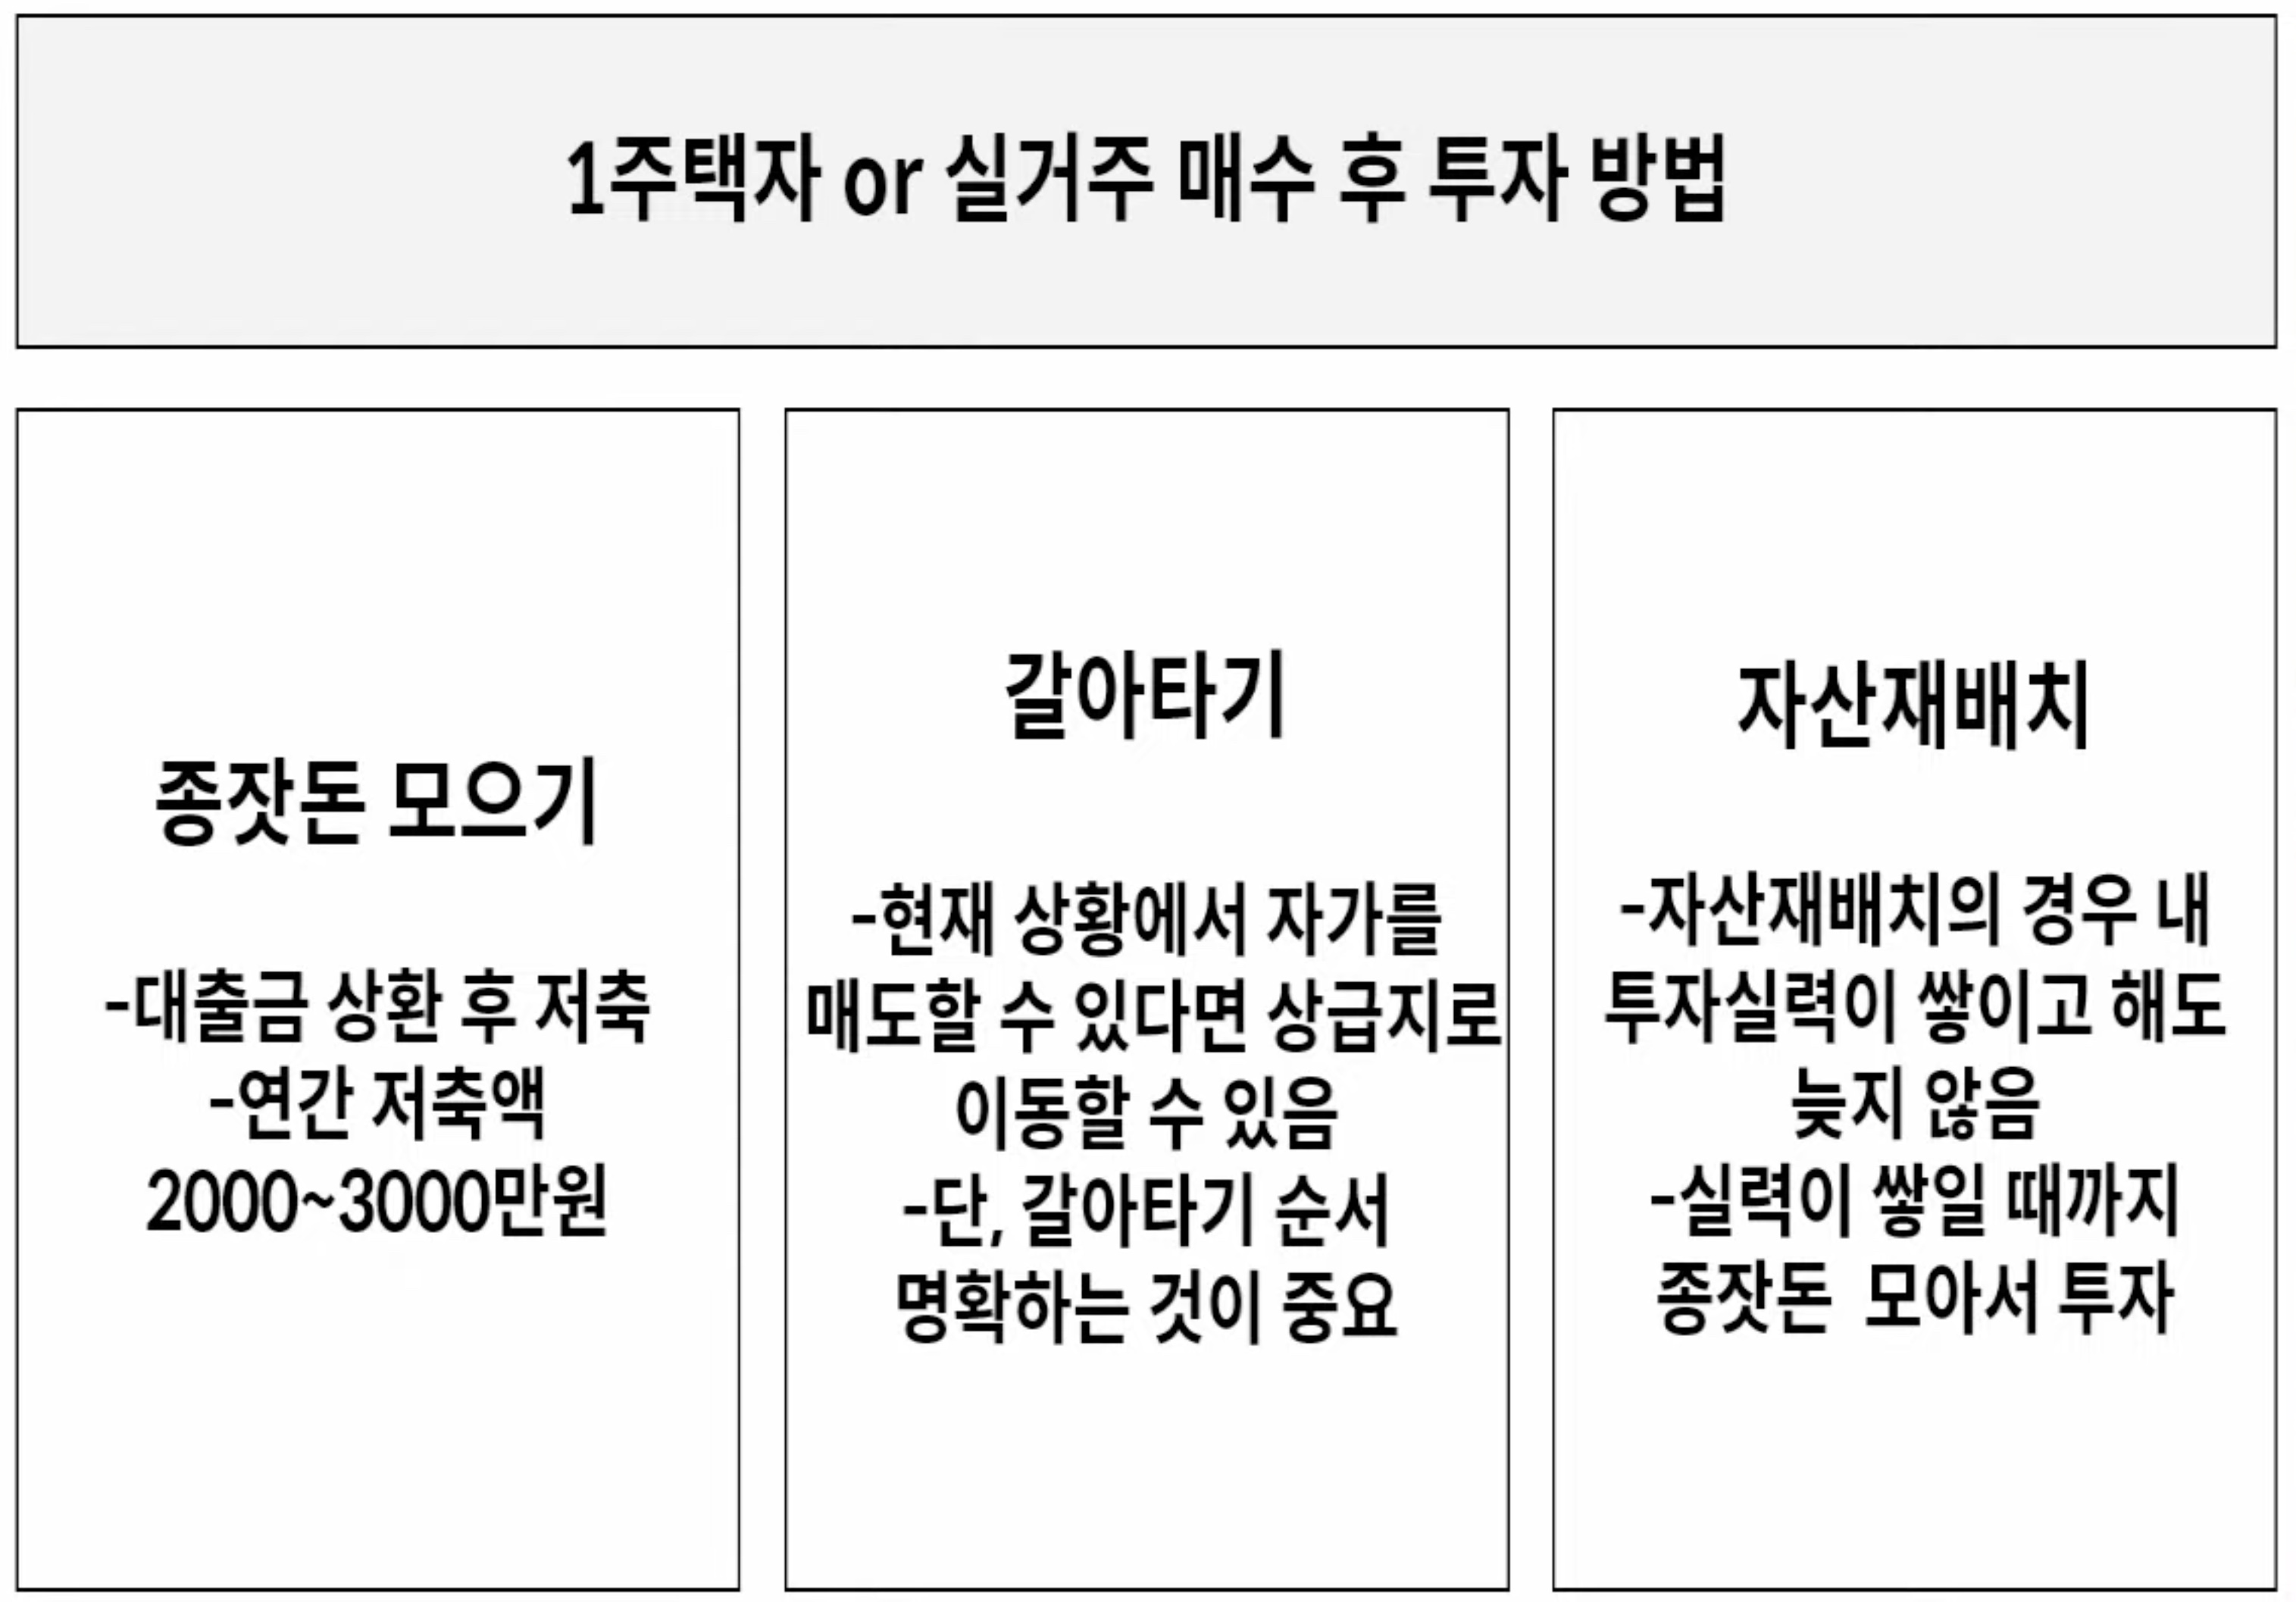 1주택자 or 실거주 매수 후 투자 방법
종잣돈 모으기
-대출금 상환 후 저축
-연간 저축액
2000~3000만원
갈아타기
-현재 상황에서 자가를
매도할 수 있다면 상급지로
이동할 수 있음
-단, 갈아타기 순서
명확하는 것이 중요
자산재배치
-자산재배치의 경우 내
투자실력이 쌓이고 해도
늦지 않음
-실력이 쌓일 때까지
종잣돈  모아서 투자